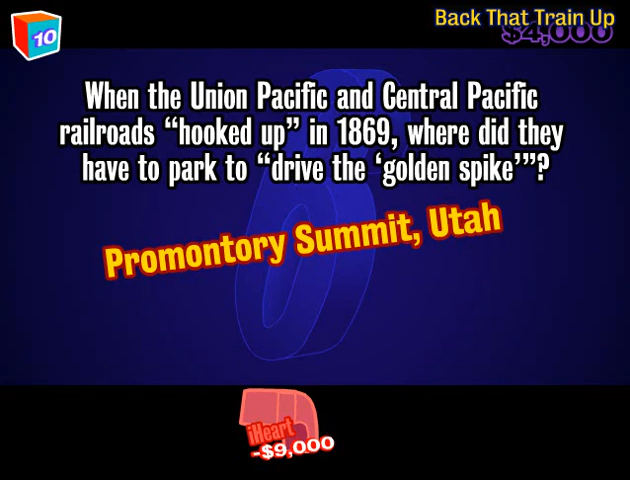 10
Back That Train Up
$4,000
When the Union Pacific and Central Pacific
railroads “hooked up” in 1869, where did they
have to park to “drive the ‘golden spike’”?
Promontory Summit, Utah
iHeart
-$9,000